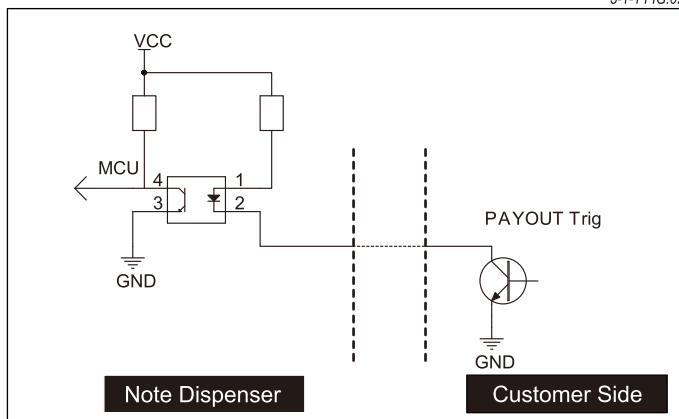 VCC
MCU
4
1
3
2
PAYOUT Trig
GND
GND
Note Dispenser
Customer Side